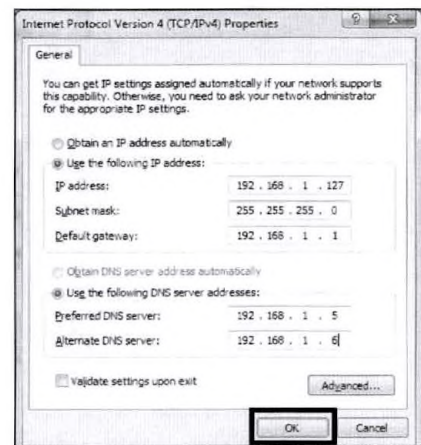 Internet Protocol Version 4 (TCP/IPv4) Properties
General
You can get IP settings assigned automatically if your network supports
this capability. Otherwise, you need to ask your network administrator
for the appropriate IP settings.
Obtain an IP address automatically
Use the following IP address:
IP address: 192 . 168 . 1 . 127
Subnet mask: 255 . 255 . 255 . 0
Default gateway: 192 . 168 . 1 . 1
Obtain DNS server address automatically
Use the following DNS server addresses:
Preferred DNS server: 192 . 168 . 1 . 5
Alternate DNS server: 192 . 168 . 1 . 6
Validate settings upon exit
Advanced...
OK
Cancel